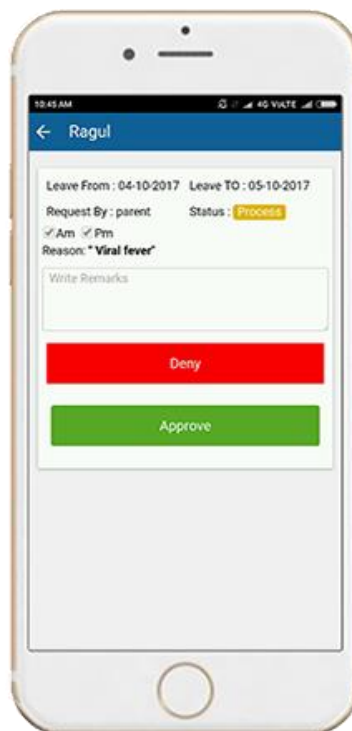 10:45 AM 4G VoLTE
Ragul
Leave From : 04-10-2017 Leave TO : 05-10-2017
Request By : parent Status : Process
Am Pm
Reason: " Viral fever"
Write Remarks
Deny
Approve